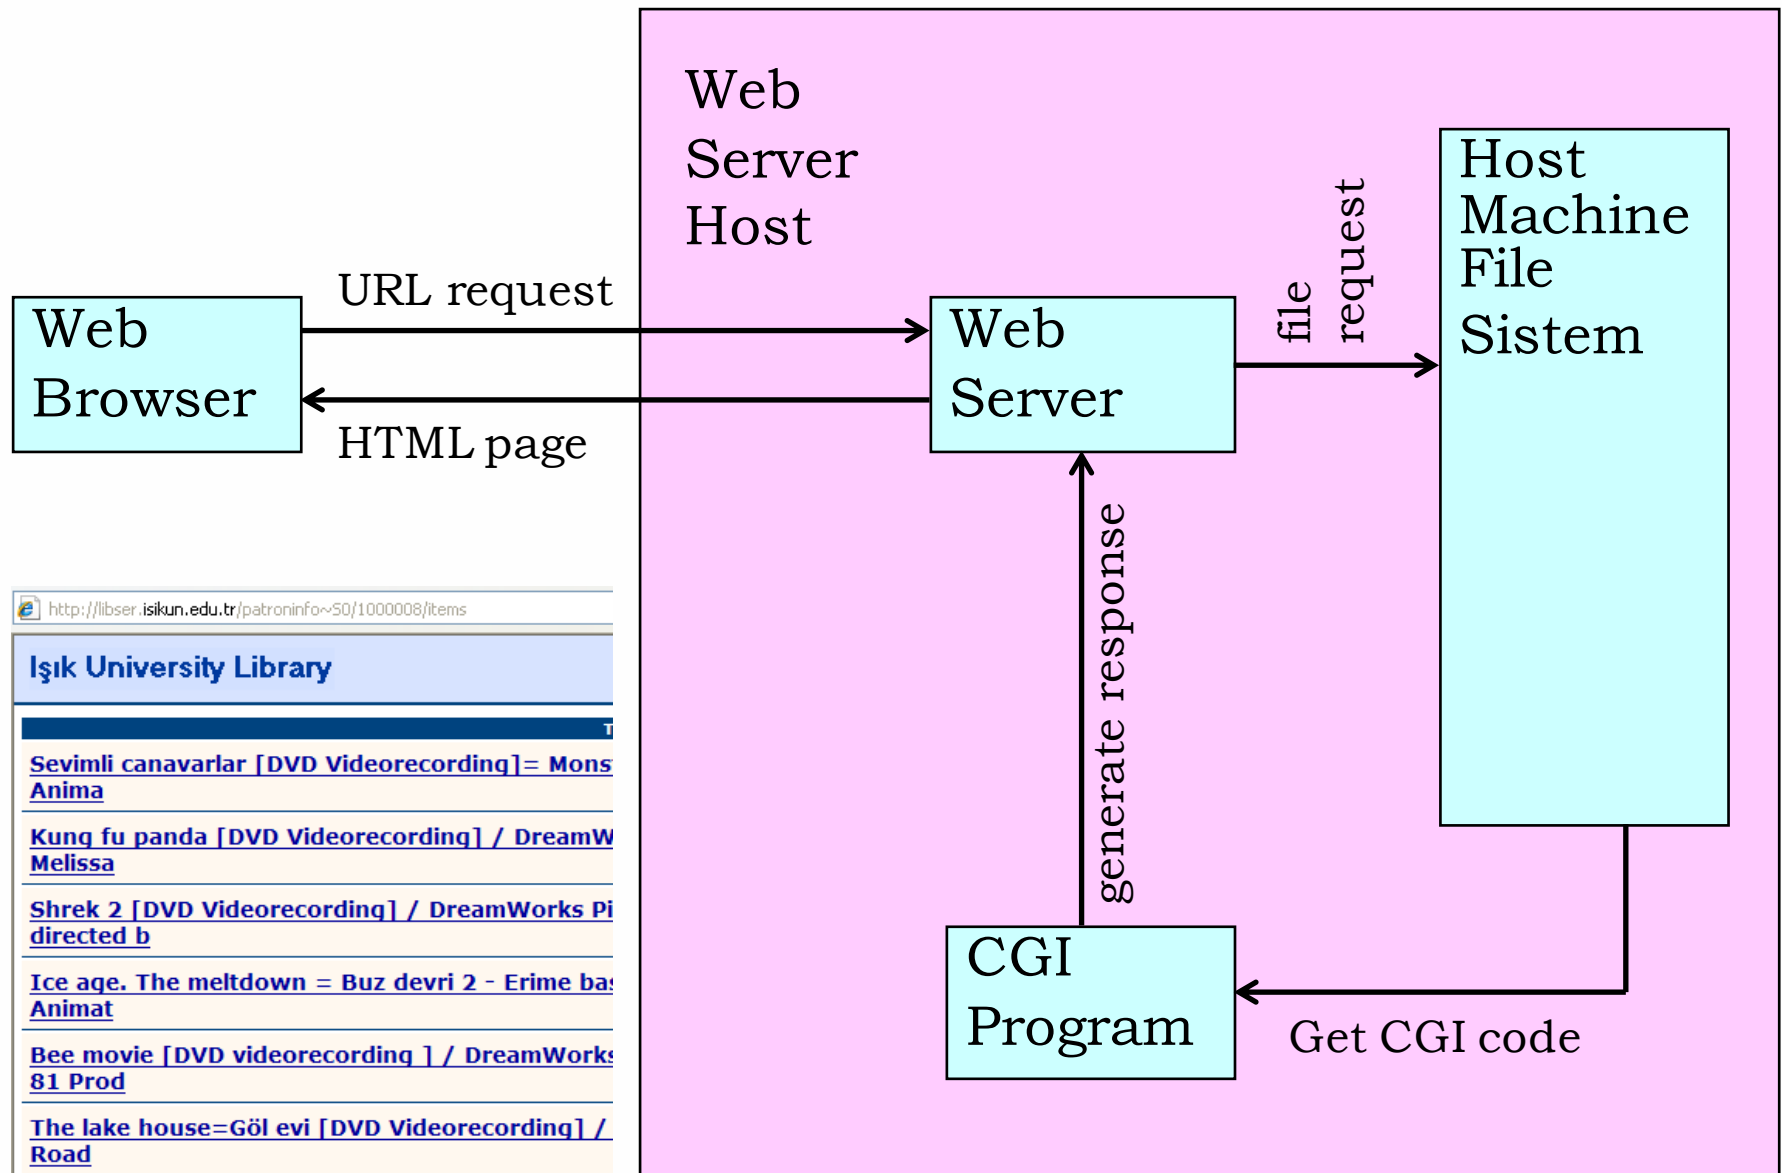 Web
Server
Host
Host
Machine
File
Sistem
file
request
URL request
Web
Browser
Web
Server
HTML page
generate response
CGI
Program
Get CGI code
http://libser.isikun.edu.tr/patroninfo~S0/1000008/items
Işık University Library
Sevimli canavarlar [DVD Videorecording]= Mons
Anima
Kung fu panda [DVD Videorecording] / DreamW
Melissa
Shrek 2 [DVD Videorecording] / DreamWorks Pi
directed b
Ice age. The meltdown = Buz devri 2 - Erime bas
Animat
Bee movie [DVD videorecording ] / DreamWorks
81 Prod
The lake house=Göl evi [DVD Videorecording] /
Road